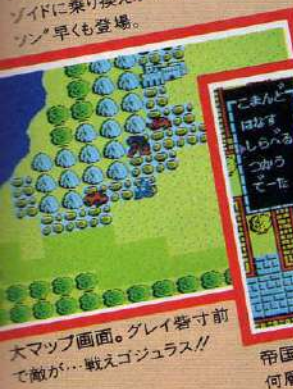 ゾイドに乗り換え
ソン"早くも登場。
こまんどー
はなす
しらべる
つかう
でーた
大マップ画面。グレイ砦寸前
で敵が…戦えゴジュラス!!
帝国
何